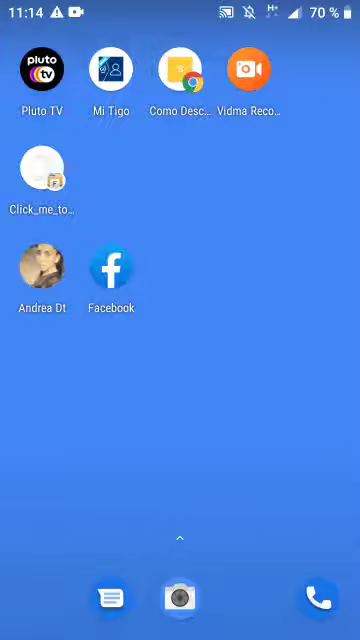 11:14
H+
70 %
pluto
tv
Pluto TV
Mi Tigo
Como Desc...
Vidma Reco...
Click_me_to...
Andrea Dt
Facebook